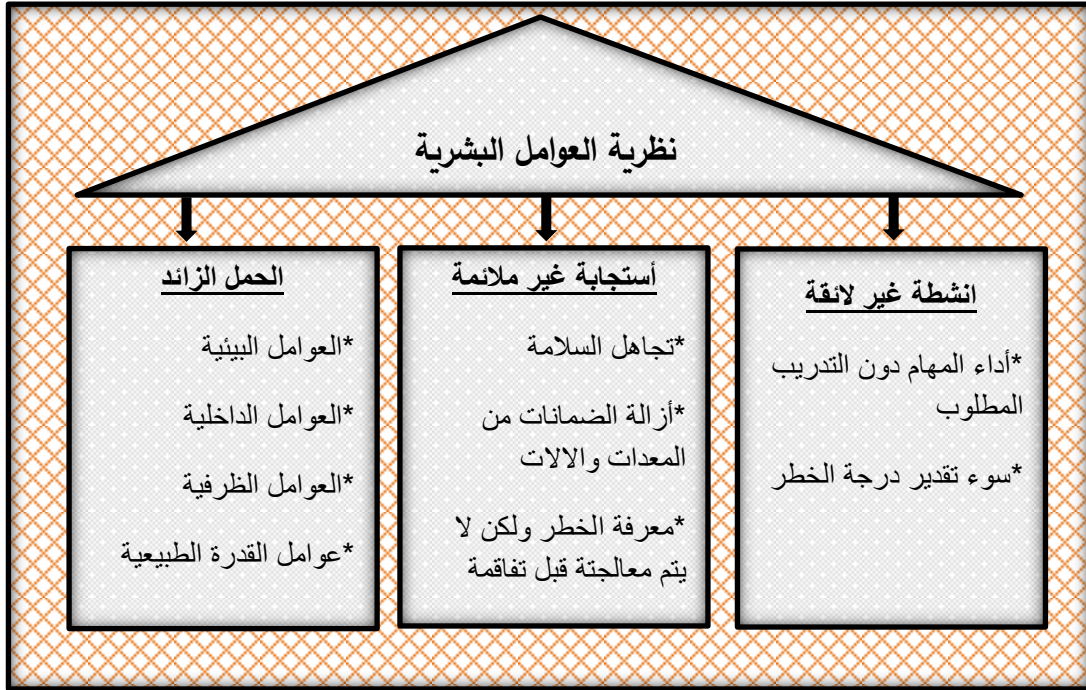 نظرية العوامل البشرية
انشطة غير لائقة
*أداء المهام دون التدريب
المطلوب
*سوء تقدير درجة الخطر
أستجابة غير ملائمة
*تجاهل السلامة
*أزالة الضمانات من
المعدات والالات
*معرفة الخطر ولكن لا
يتم معالجتة قبل تفاقمة
الحمل الزائد
*العوامل البيئية
*العوامل الداخلية
*العوامل الظرفية
*عوامل القدرة الطبيعية